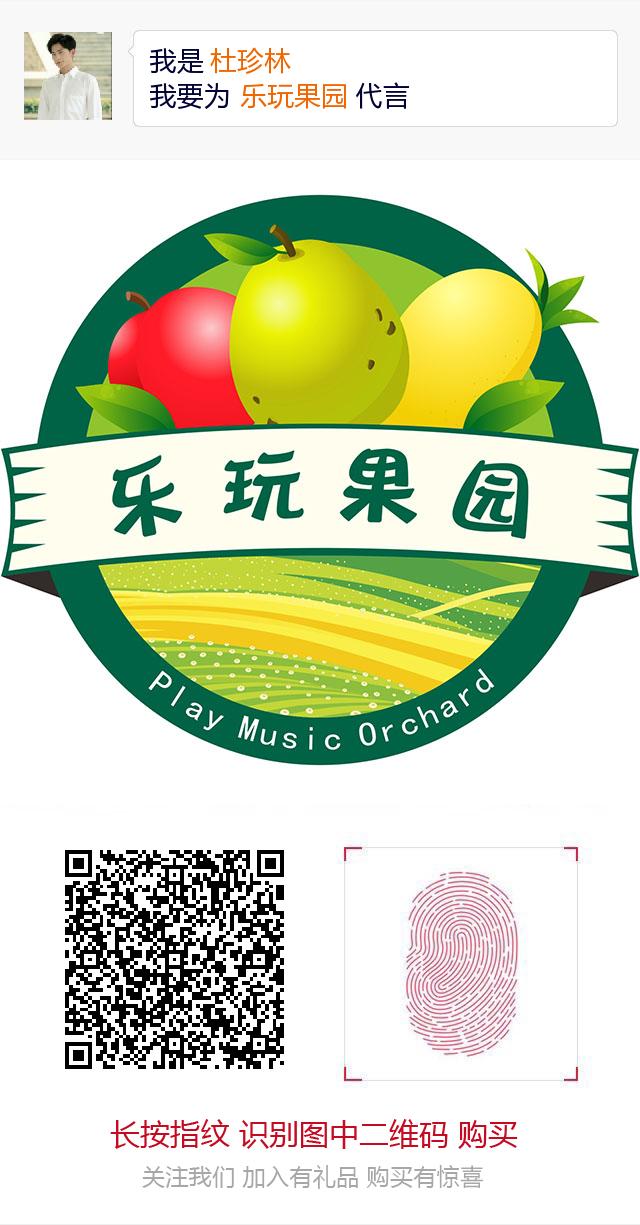 我是 杜珍林
我要为 乐玩果园 代言
乐玩果园
Play Music Orchard
长按指纹 识别图中二维码 购买
关注我们 加入有礼品 购买有惊喜